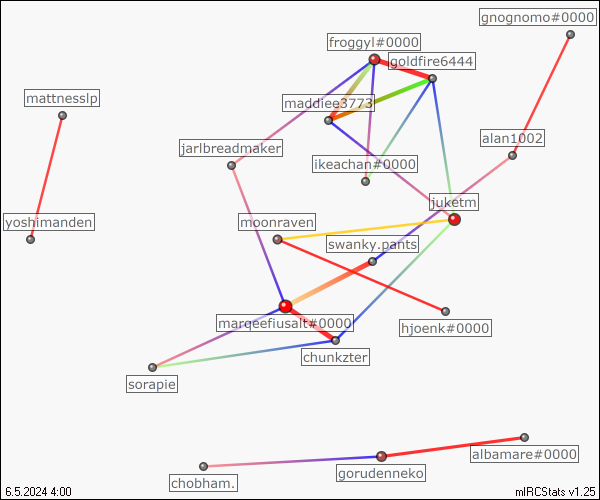 gnognomo#0000
froggyl#0000
goldfire6444
mattnesslp
maddiee3773
alan1002
jarlbreadmaker
ikeachan#0000
juketm
yoshimanden
moonraven
swanky.pants
marqeefiusalt#0000
hjoenk#0000
chunkzter
sorapie
albamare#0000
gorudenneko
chobham.
6.5.2024 4:00
mIRCStats v1.25